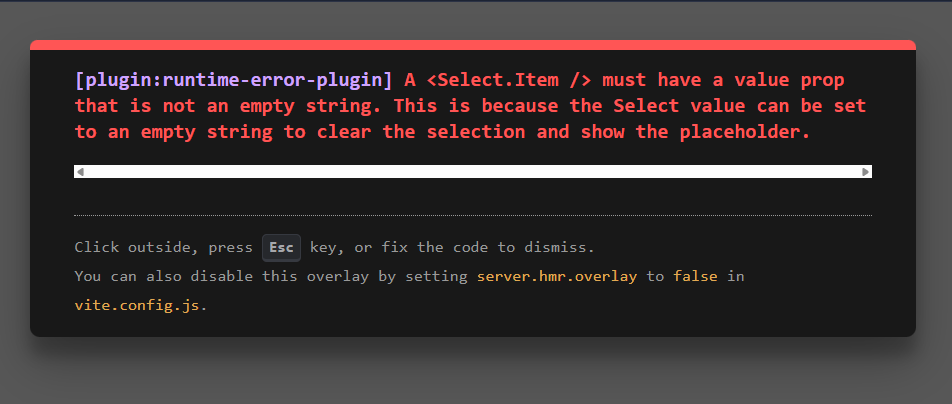 [plugin:runtime-error-plugin] A <Select.Item /> must have a value prop
that is not an empty string. This is because the Select value can be set
to an empty string to clear the selection and show the placeholder.
Click outside, press Esc key, or fix the code to dismiss.
You can also disable this overlay by setting server.hmr.overlay to false in
vite.config.js.